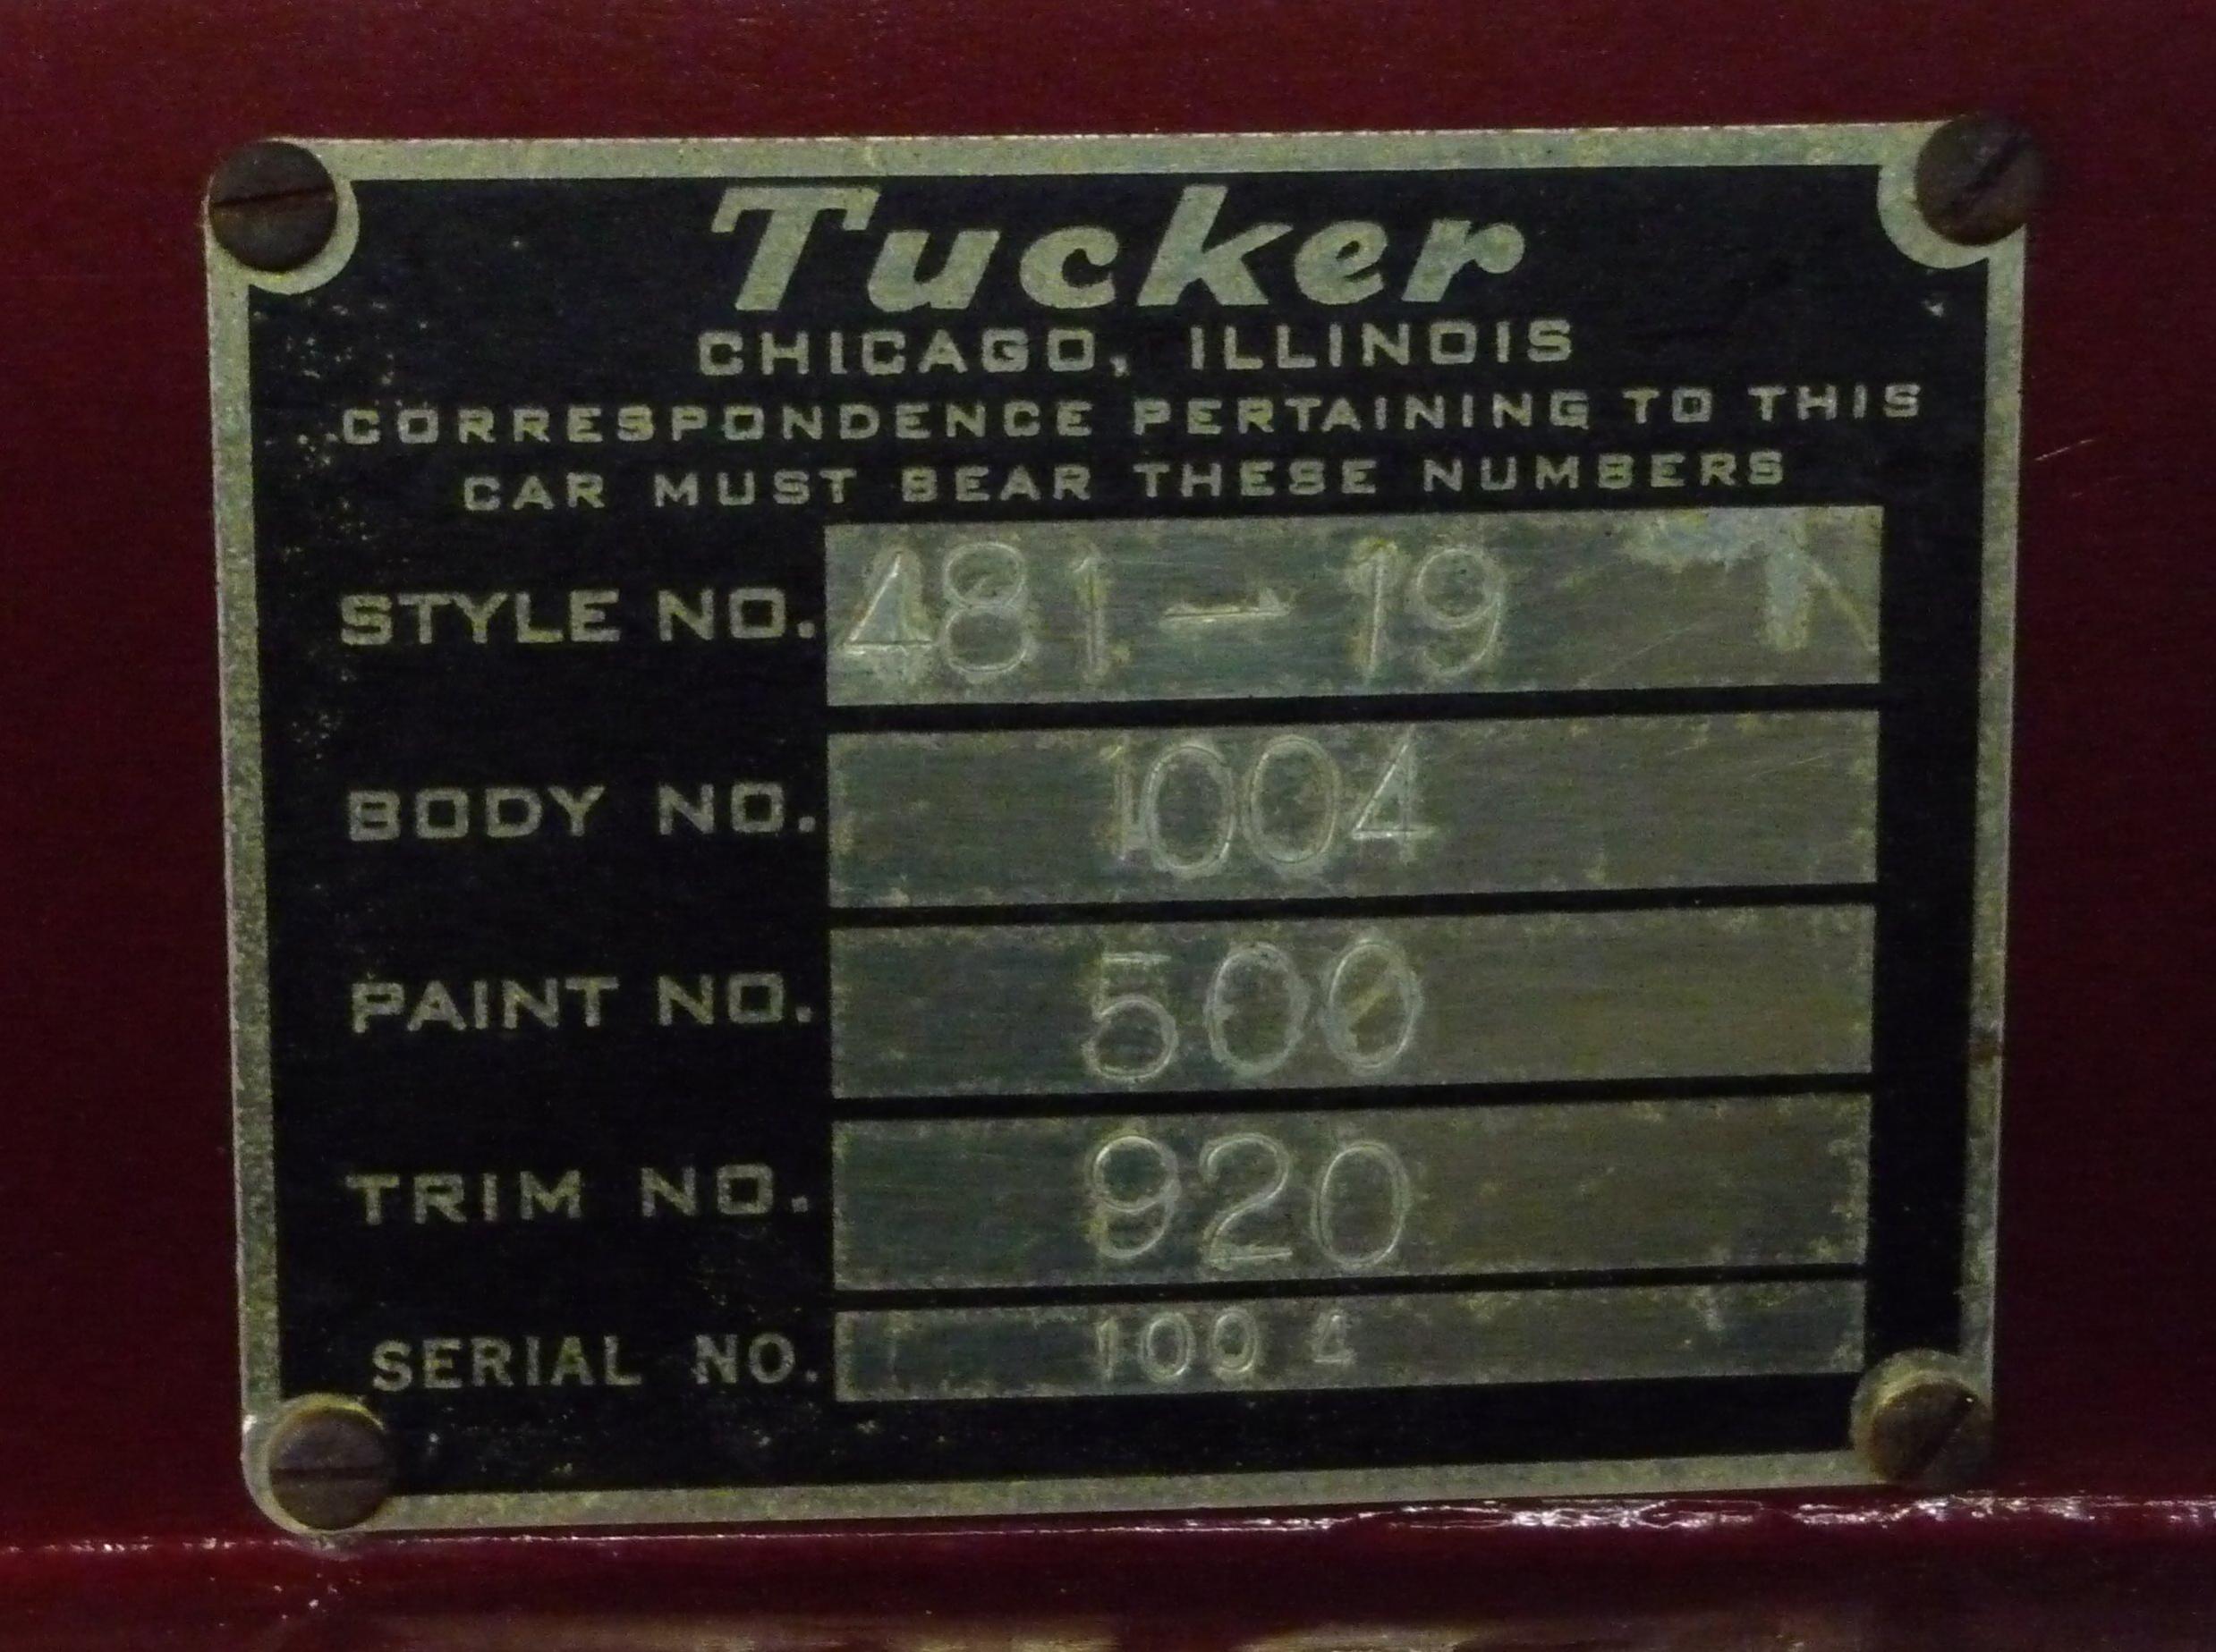 Tucker
CHICAGO, ILLINOIS
CORRESPONDENCE PERTAINING TO THIS
CAR MUST BEAR THESE NUMBERS
STYLE NO. 481-19
BODY NO. 1004
PAINT NO. 500
TRIM NO. 920
SERIAL NO. 1004